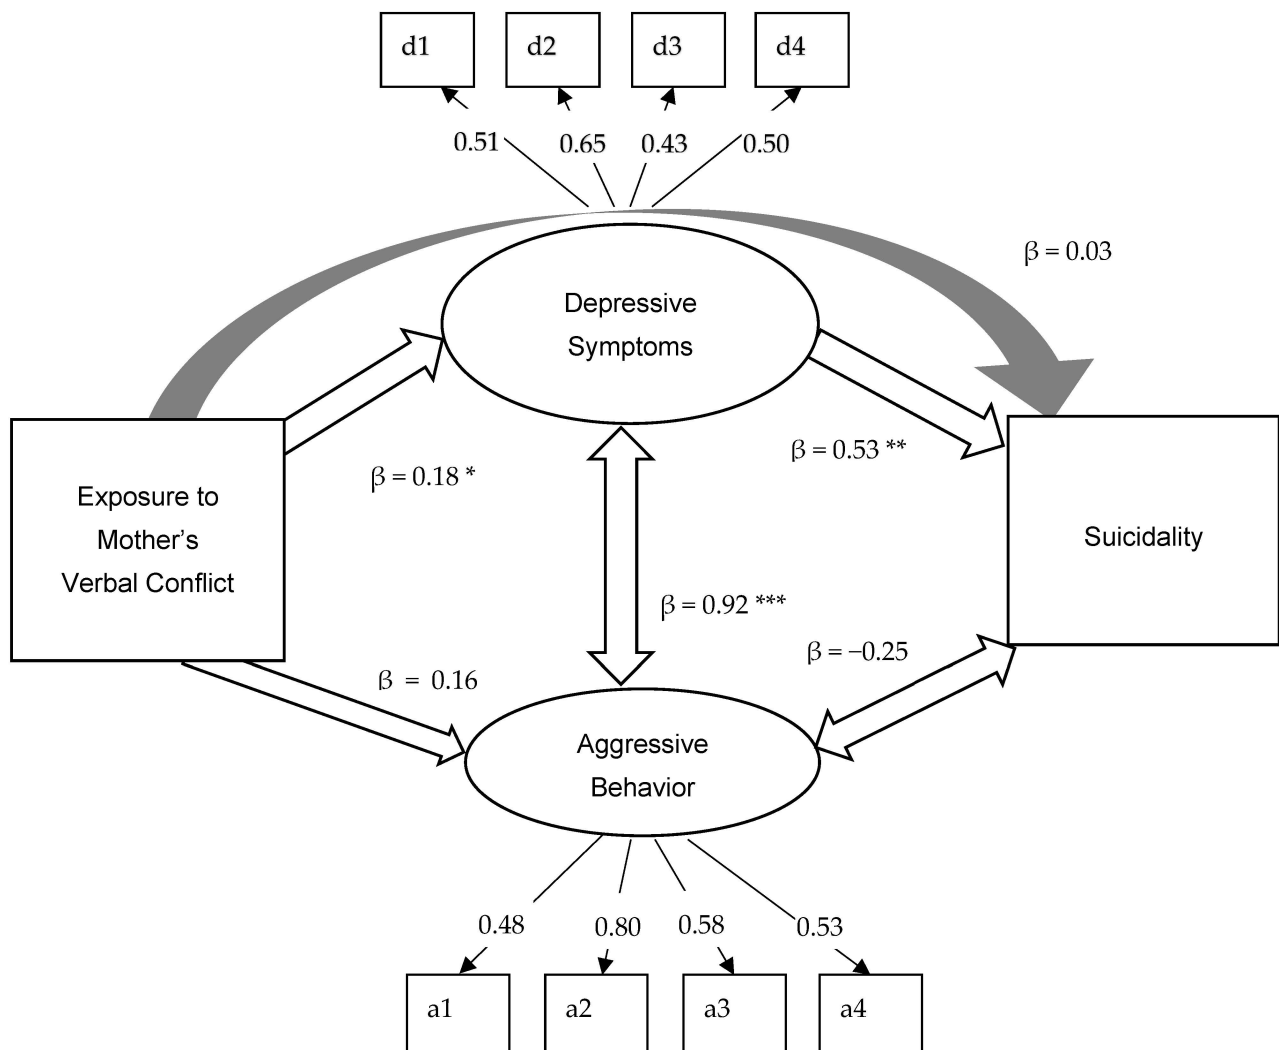 d1 d2 d3 d4
0.51 0.65 0.43 0.50
β = 0.03
Depressive
Symptoms
β = 0.53 **
β = 0.18 *
Exposure to
Mother’s
Verbal Conflict
Suicidality
β = 0.92 ***
β = −0.25
β = 0.16
Aggressive
Behavior
0.48 0.80 0.58 0.53
a1 a2 a3 a4